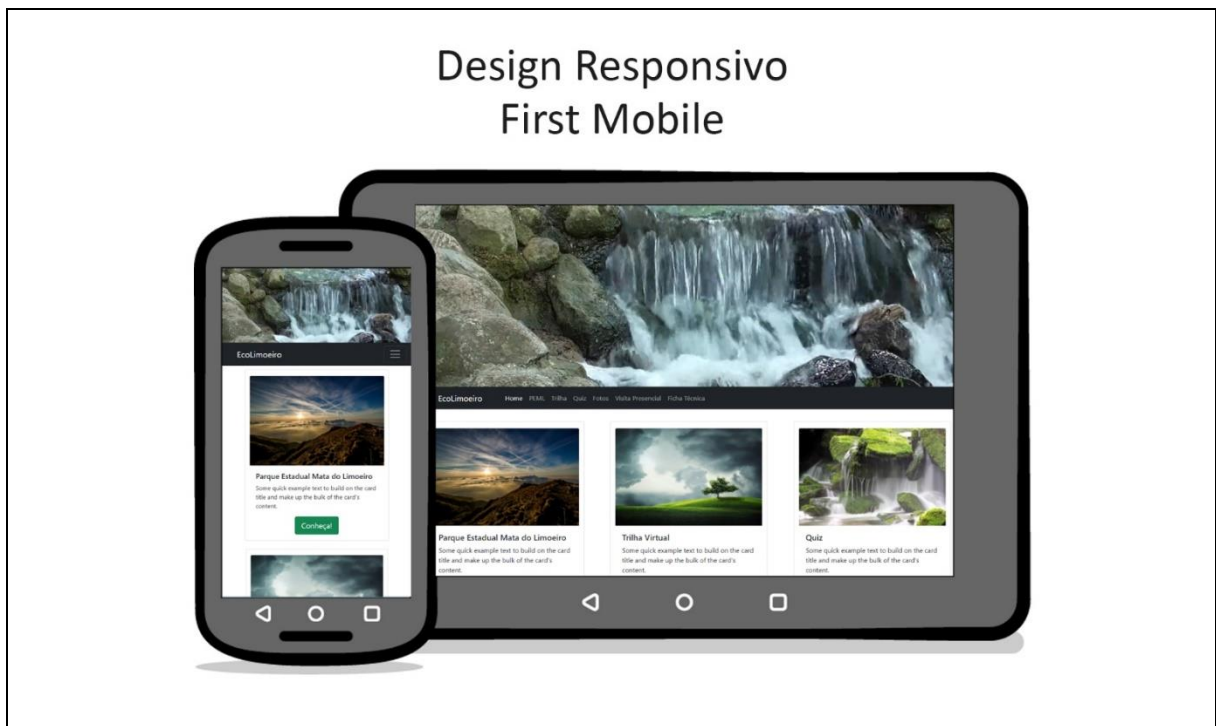 Design Responsivo
First Mobile
EcoLimoeiro
Parque Estadual Mata do Limoeiro
Some quick example text to build on the card
title and make up the bulk of the card's
content.
Conheça!
EcoLimoeiro Home PEML Trilha Quiz Fotos Visita Presencial Ficha Técnica
Parque Estadual Mata do Limoeiro
Some quick example text to build on the card
title and make up the bulk of the card's
content.
Trilha Virtual
Some quick example text to build on the card
title and make up the bulk of the card's
content.
Quiz
Some quick example text to build on the card
title and make up the bulk of the card's
content.